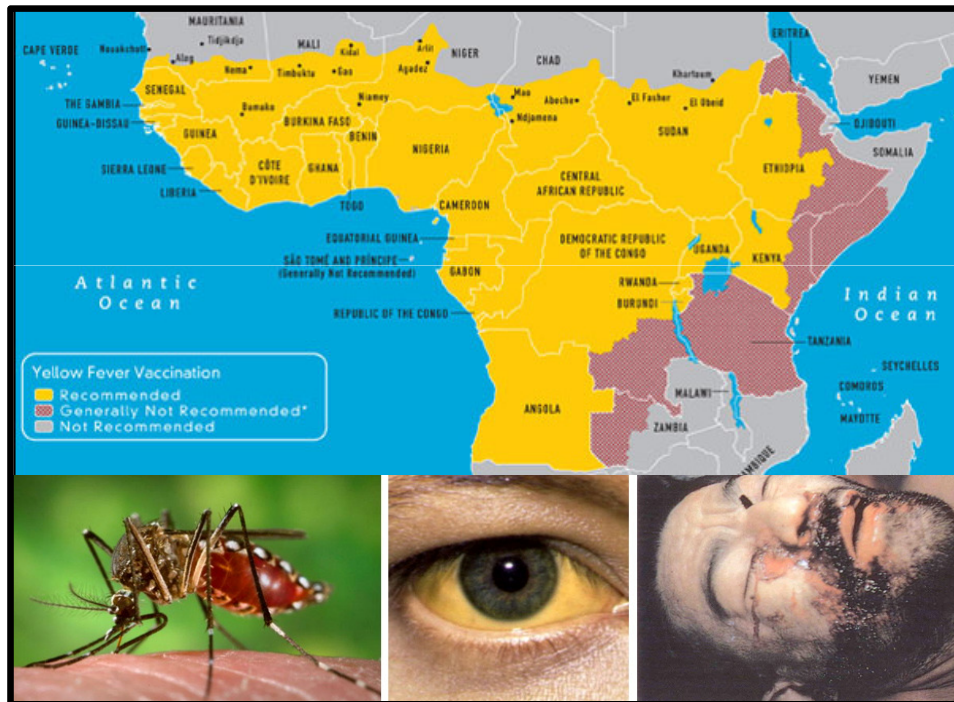 MAURITANIA
Tidjikdja
CAPE VERDE
Nouakchott
Aleg
MALI
Kidal
Arlit
NIGER
CHAD
ERITREA
YEMEN
Nema
Timbuktu
Gao
Agadez
Khartoum
SENEGAL
Niamey
Mao
Abeche
El Fasher
El Obeid
THE GAMBIA
Bamako
BURKINA FASO
Ndjamena
DJIBOUTI
GUINEA-BISSAU
GUINEA
BENIN
NIGERIA
SUDAN
SOMALIA
SIERRA LEONE
CÔTE
D'IVOIRE
GHANA
ETHIOPIA
LIBERIA
TOGO
CAMEROON
CENTRAL
AFRICAN REPUBLIC
EQUATORIAL GUINEA
DEMOCRATIC REPUBLIC
OF THE CONGO
UGANDA
KENYA
SÃO TOMÉ AND PRÍNCIPE
(Generally Not Recommended)
GABON
RWANDA
BURUNDI
Atlantic
Ocean
Indian
Ocean
REPUBLIC OF THE CONGO
TANZANIA
SEYCHELLES
COMOROS
MAYOTTE
MALAWI
ANGOLA
ZAMBIA
AMBIQUE
Yellow Fever Vaccination
Recommended
Generally Not Recommended*
Not Recommended